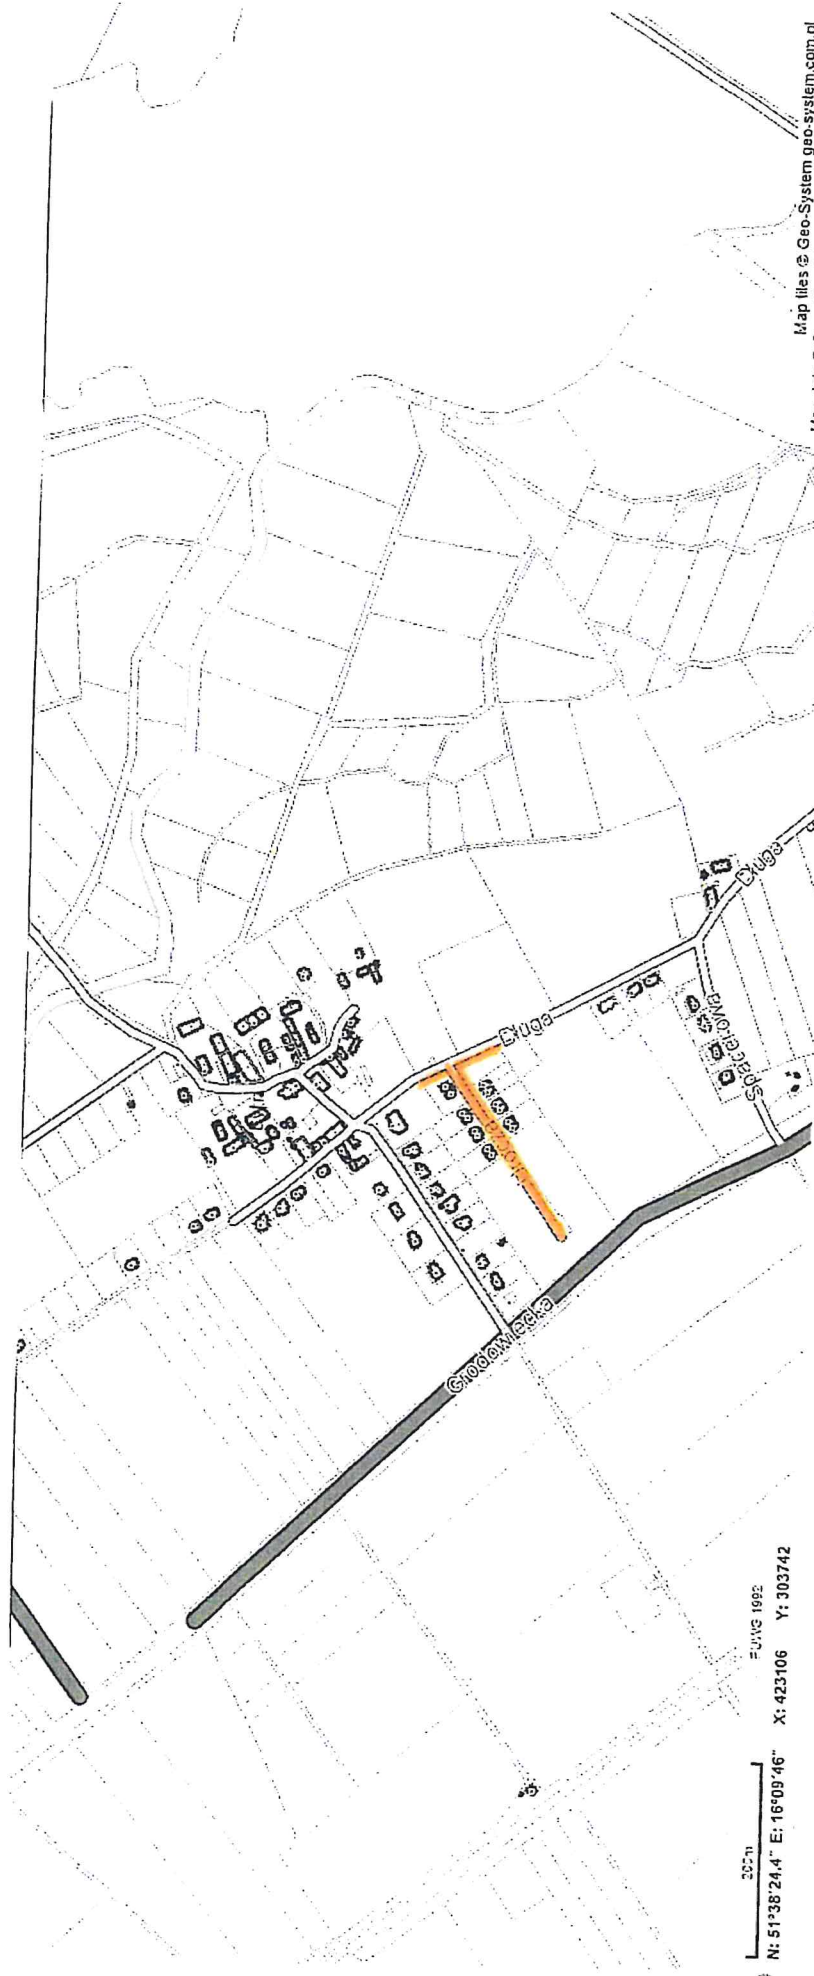 Map tiles © Geo-System geo-system.com.pl
Długa
Długa
Spacerowa
Grodowiecka
200m
PUWG 1992
N: 51°38'24.4" E: 16°09'46" X: 423106 Y: 303742